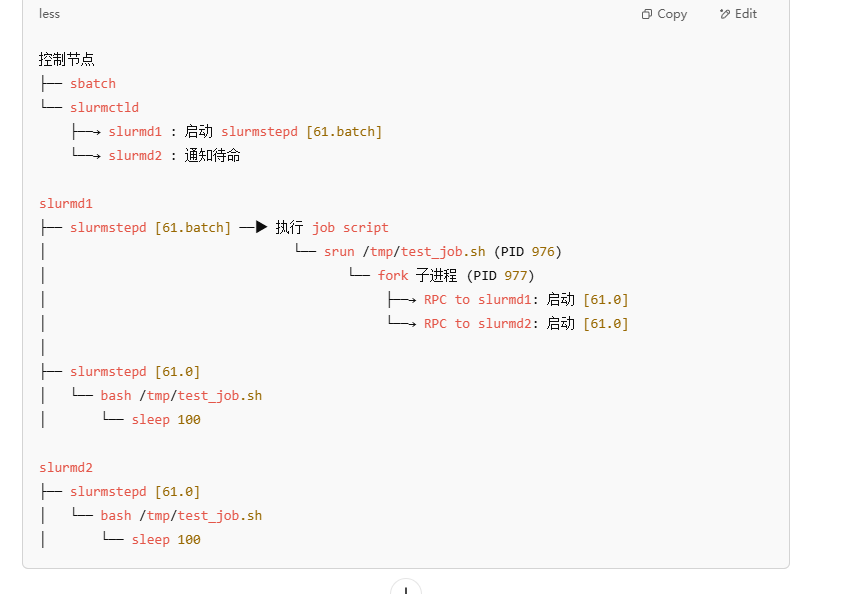 less
Copy
Edit
控制节点
├── sbatch
└── slurmctld
    ├──→ slurmd1 : 启动 slurmstepd [61.batch]
    └──→ slurmd2 : 通知待命
slurmd1
├── slurmstepd [61.batch] ──▶ 执行 job script
│                                └── srun /tmp/test_job.sh (PID 976)
│                                       └── fork 子进程 (PID 977)
│                                            ├──→ RPC to slurmd1: 启动 [61.0]
│                                            └──→ RPC to slurmd2: 启动 [61.0]
│
├── slurmstepd [61.0]
│   └── bash /tmp/test_job.sh
│       └── sleep 100
slurmd2
├── slurmstepd [61.0]
│   └── bash /tmp/test_job.sh
│       └── sleep 100